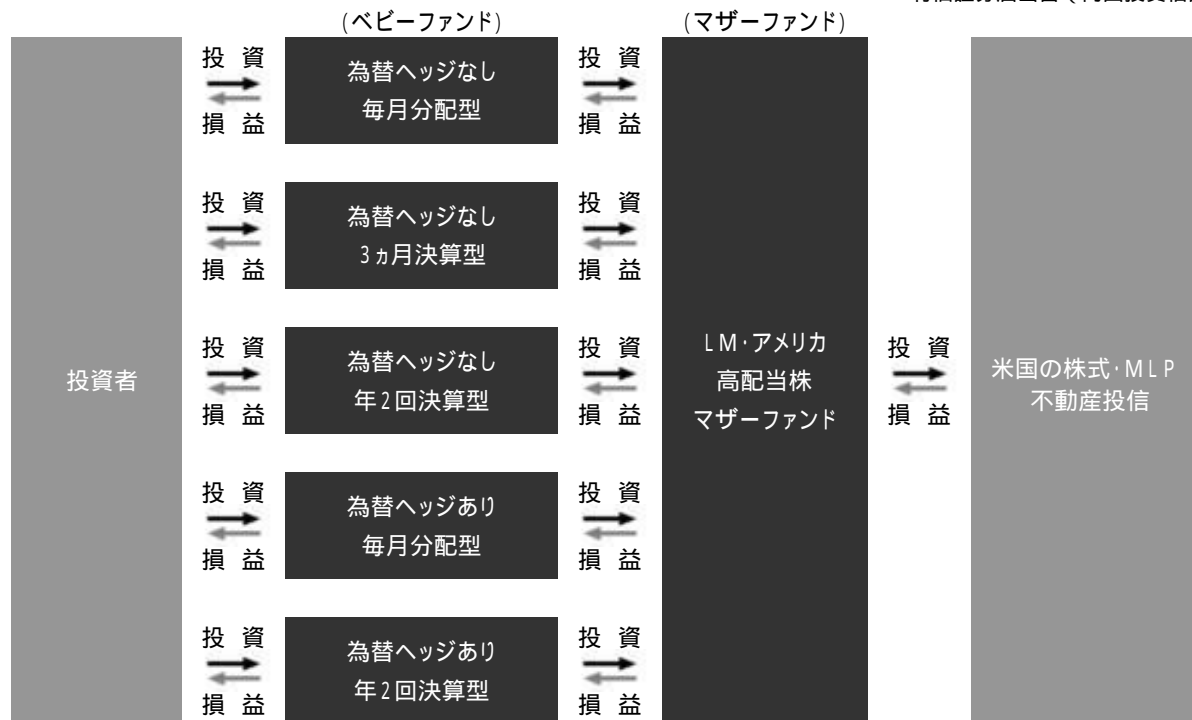 (ベビーファンド)
(マザーファンド)
投資者
投 資
損 益
為替ヘッジなし
毎月分配型
投 資
損 益
投 資
損 益
為替ヘッジなし
3ヵ月決算型
投 資
損 益
投 資
損 益
為替ヘッジなし
年2回決算型
投 資
損 益
投 資
損 益
為替ヘッジあり
毎月分配型
投 資
損 益
投 資
損 益
為替ヘッジあり
年2回決算型
投 資
損 益
LM・アメリカ
高配当株
マザーファンド
投 資
損 益
米国の株式・MLP
不動産投信